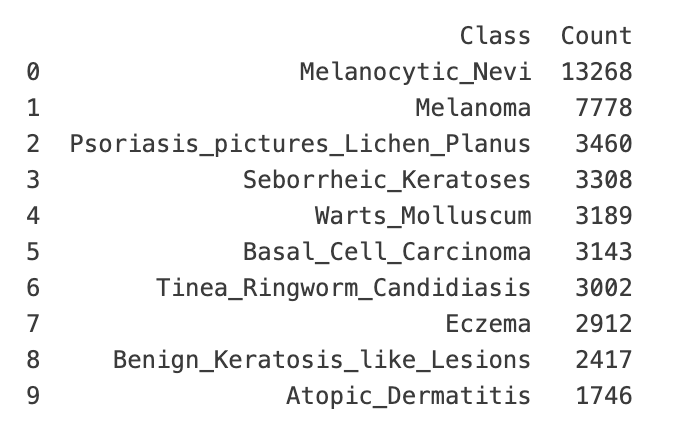 Class Count
0 Melanocytic_Nevi 13268
1 Melanoma 7778
2 Psoriasis_pictures_Lichen_Planus 3460
3 Seborrheic_Keratoses 3308
4 Warts_Molluscum 3189
5 Basal_Cell_Carcinoma 3143
6 Tinea_Ringworm_Candidiasis 3002
7 Eczema 2912
8 Benign_Keratosis_like_Lesions 2417
9 Atopic_Dermatitis 1746